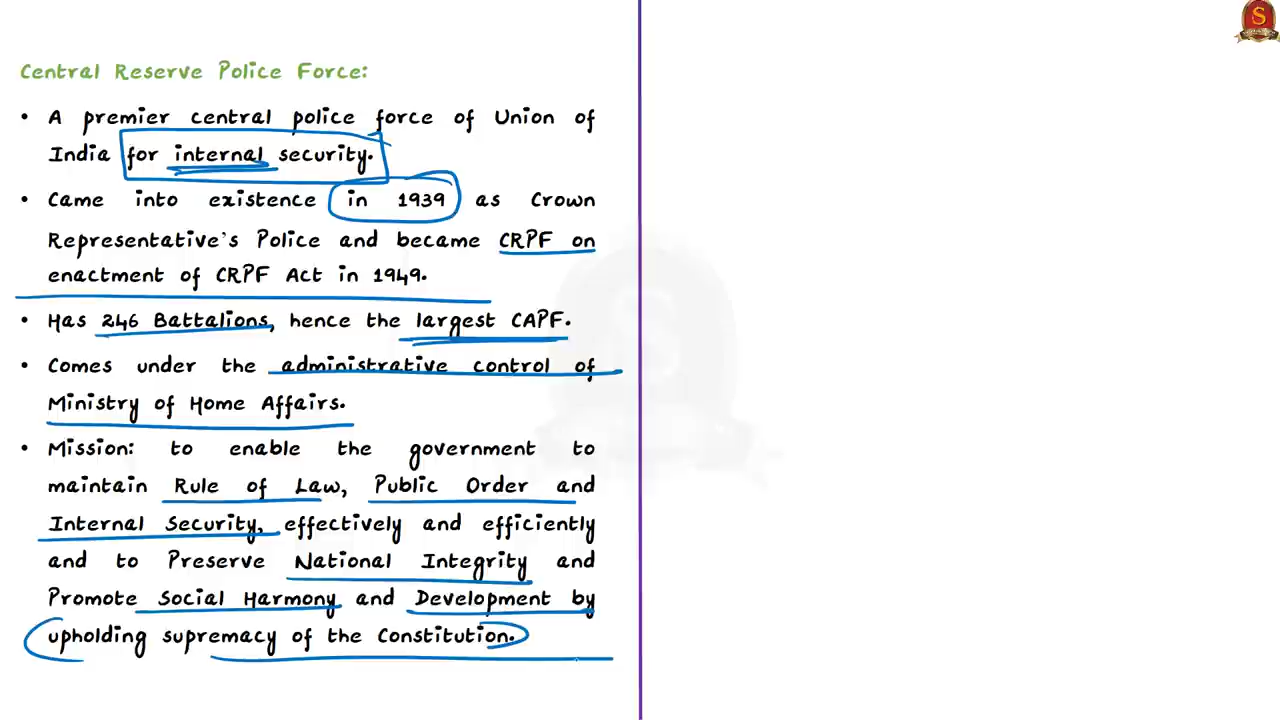 Central Reserve Police Force:
• A premier central police force of Union of
India for internal security.
• Came into existence in 1939 as Crown
Representative's Police and became CRPF on
enactment of CRPF Act in 1949.
• Has 246 Battalions, hence the largest CAPF.
• Comes under the administrative control of
Ministry of Home Affairs.
• Mission: to enable the government to
maintain Rule of Law, Public Order and
Internal Security, effectively and efficiently
and to Preserve National Integrity and
Promote Social Harmony and Development by
upholding supremacy of the Constitution.
S